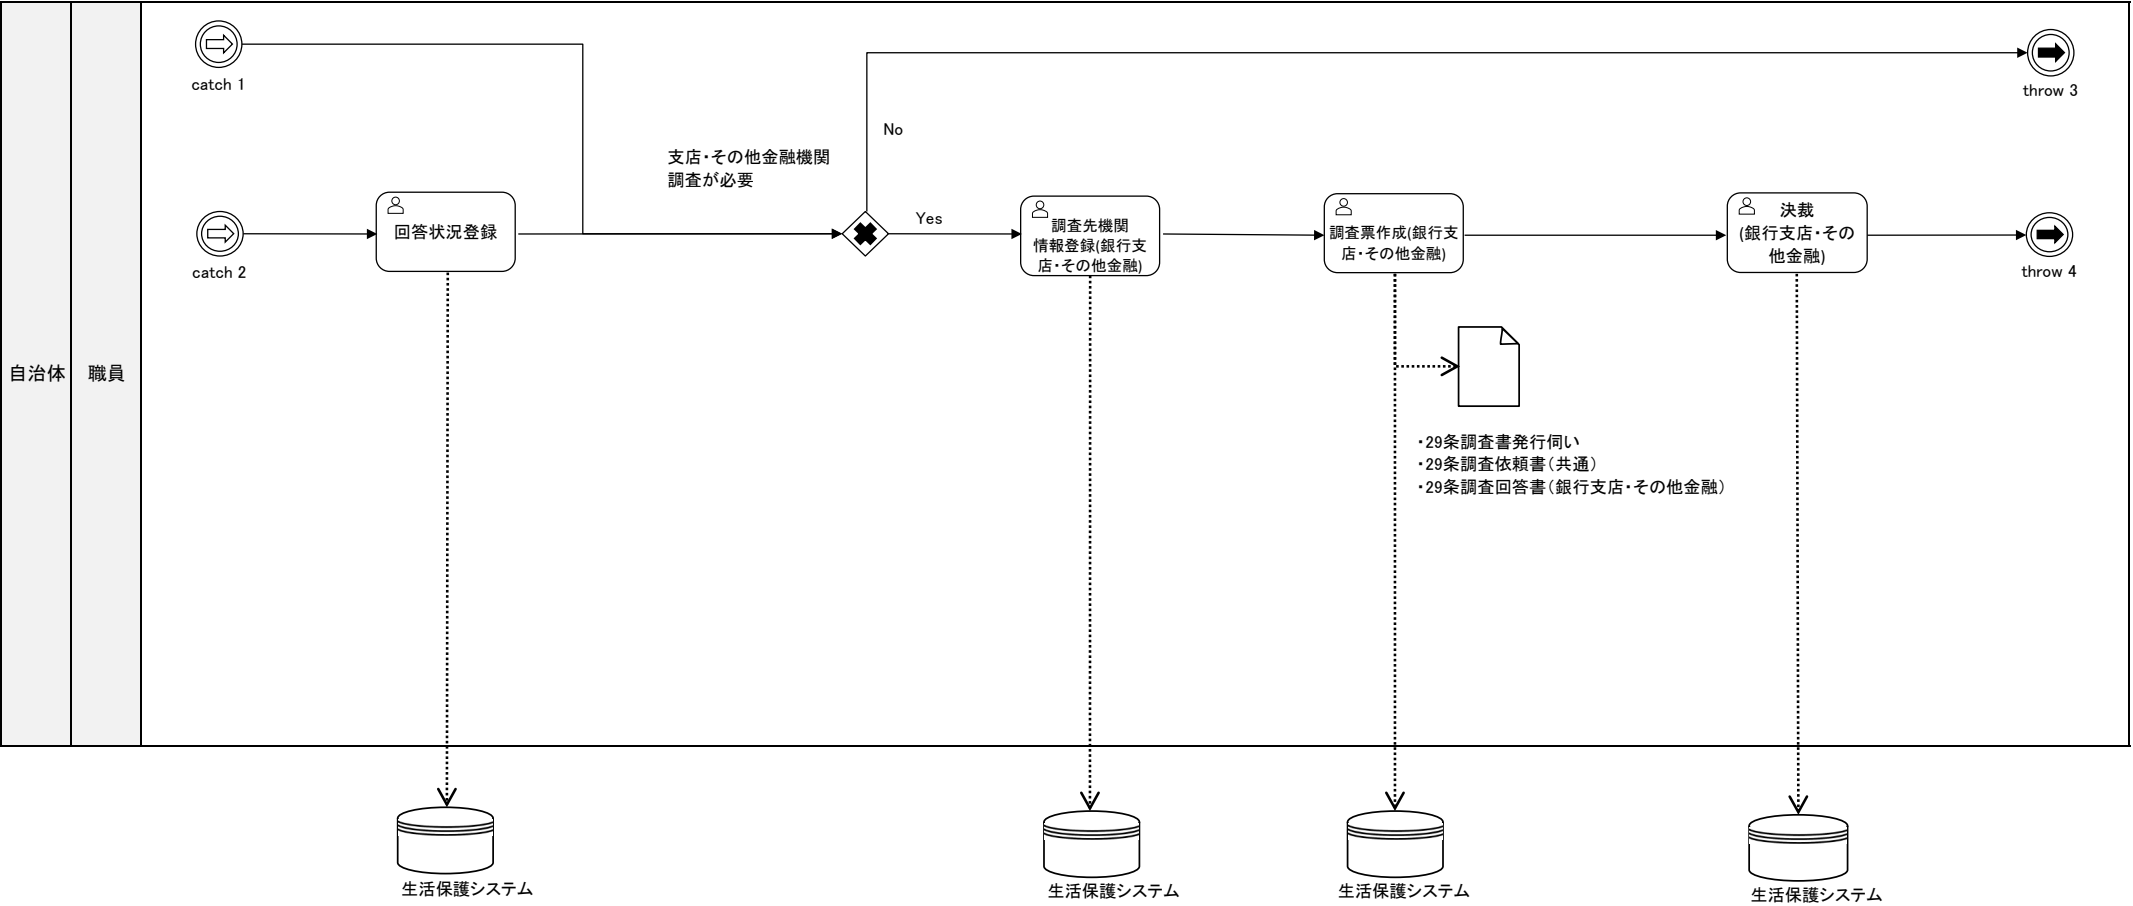 自治体
職員
catch 1
throw 3
No
支店・その他金融機関
調査が必要
catch 2
回答状況登録
Yes
調査先機関
情報登録(銀行支
店・その他金融)
調査票作成(銀行支
店・その他金融)
決裁
(銀行支店・その
他金融)
throw 4
・29条調査書発行伺い
・29条調査依頼書（共通）
・29条調査回答書（銀行支店・その他金融）
生活保護システム
生活保護システム
生活保護システム
生活保護システム